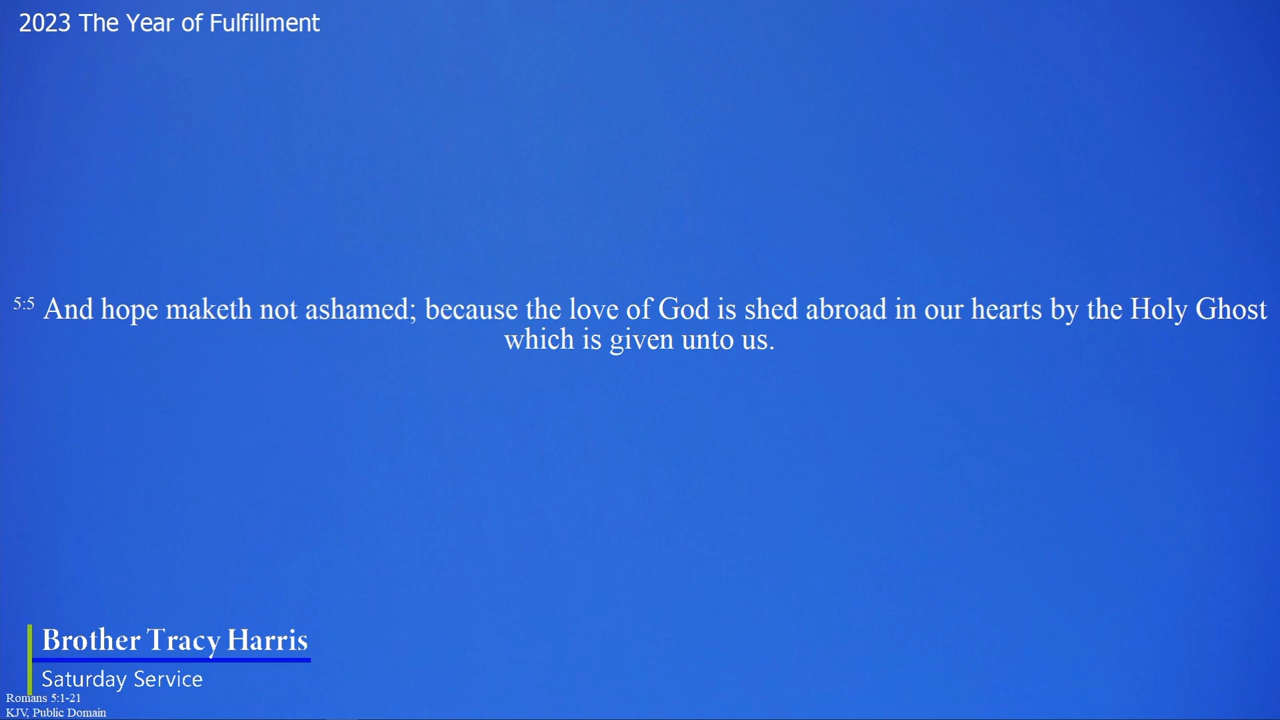 2023 The Year of Fulfillment
5:5 And hope maketh not ashamed; because the love of God is shed abroad in our hearts by the Holy Ghost
which is given unto us.
Brother Tracy Harris
Saturday Service
Romans 5:1-21
KJV, Public Domain